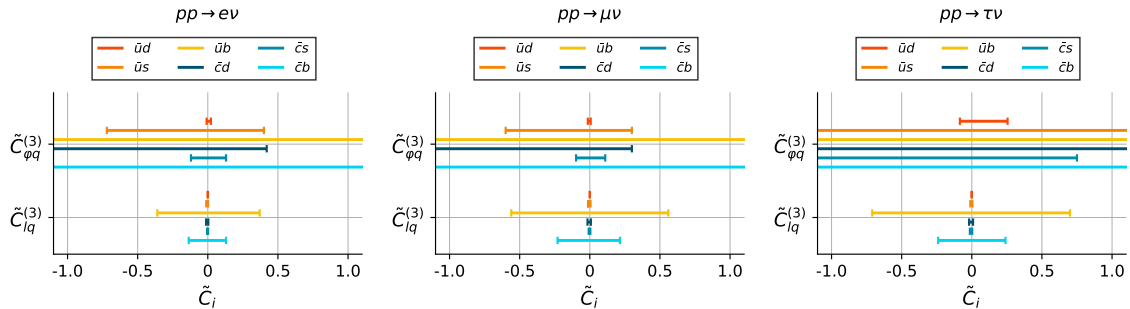 pp → eν
ūd ūb c̄s
ūs c̄d c̄b
C̃φq(3)
C̃lq(3)
-1.0 -0.5 0 0.5 1.0
C̃i
pp → μν
ūd ūb c̄s
ūs c̄d c̄b
C̃φq(3)
C̃lq(3)
-1.0 -0.5 0 0.5 1.0
C̃i
pp → τν
ūd ūb c̄s
ūs c̄d c̄b
C̃φq(3)
C̃lq(3)
-1.0 -0.5 0 0.5 1.0
C̃i